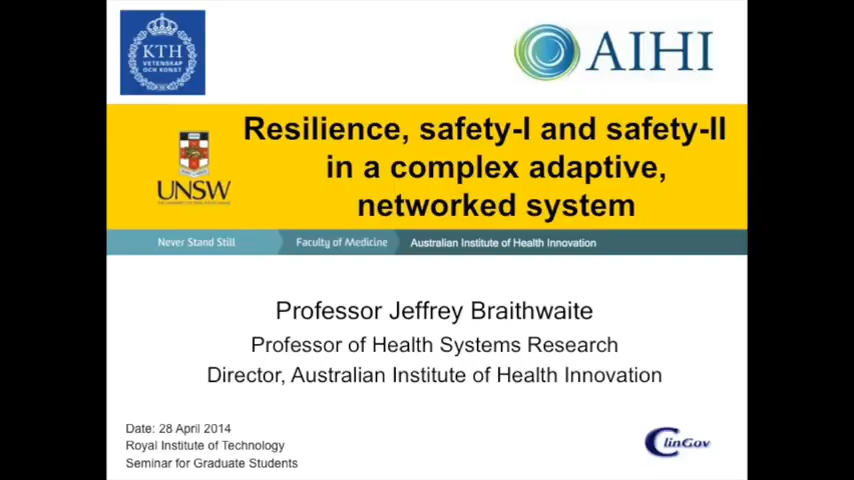 KTH
VETENSKAP
OCH KONST
AIHI
Resilience, safety-I and safety-II
in a complex adaptive,
networked system
UNSW
Never Stand Still
Faculty of Medicine
Australian Institute of Health Innovation
Professor Jeffrey Braithwaite
Professor of Health Systems Research
Director, Australian Institute of Health Innovation
Date: 28 April 2014
Royal Institute of Technology
Seminar for Graduate Students
ClinGov